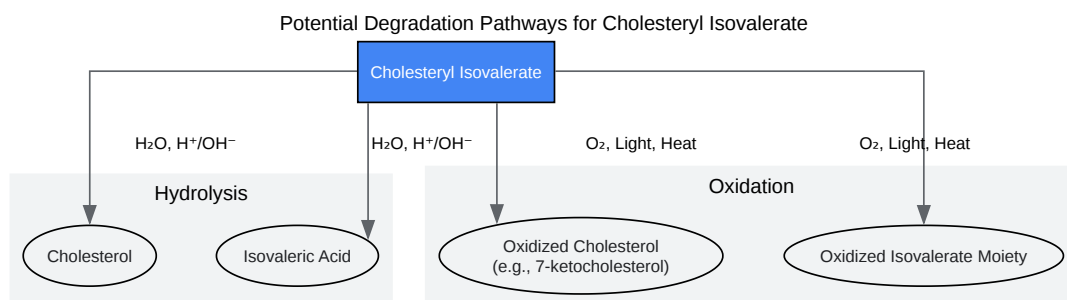 Potential Degradation Pathways for Cholesteryl Isovalerate
Cholesteryl Isovalerate
H₂O, H⁺/OH⁻
H₂O, H⁺/OH⁻
O₂, Light, Heat
O₂, Light, Heat
Hydrolysis
Oxidation
Cholesterol
Isovaleric Acid
Oxidized Cholesterol
(e.g., 7-ketocholesterol)
Oxidized Isovalerate Moiety